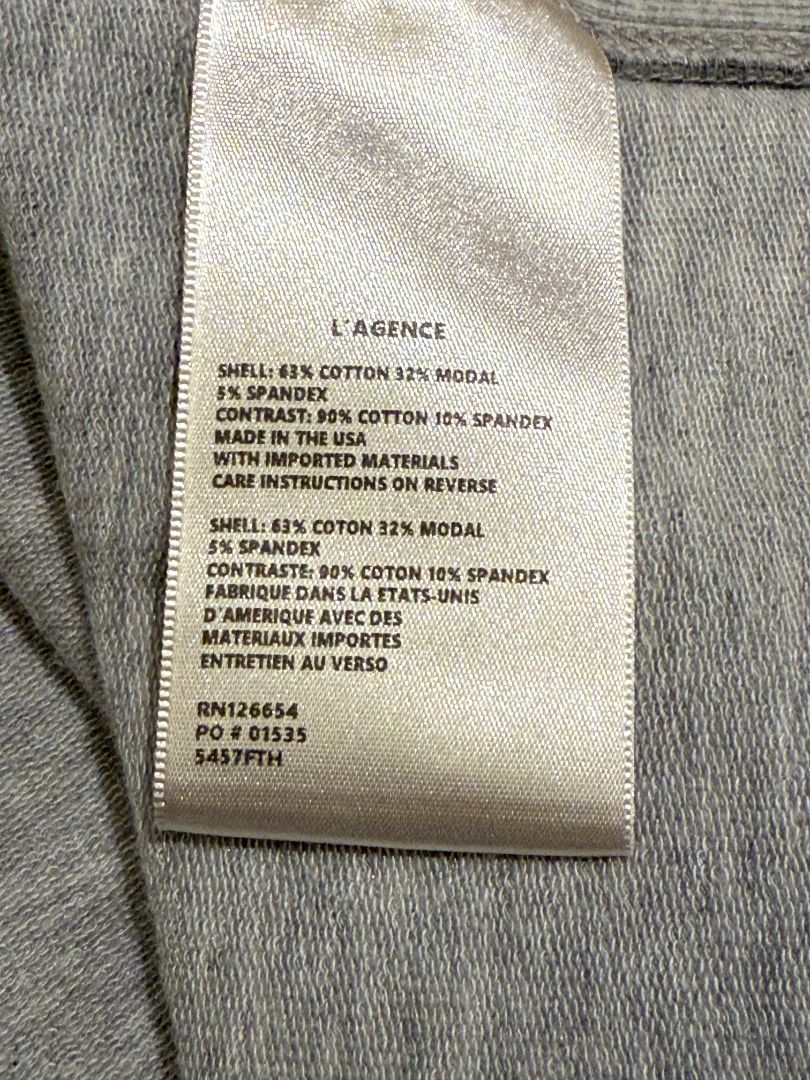 L'AGENCE
SHELL: 63% COTTON 32% MODAL
5% SPANDEX
CONTRAST: 90% COTTON 10% SPANDEX
MADE IN THE USA
WITH IMPORTED MATERIALS
CARE INSTRUCTIONS ON REVERSE
SHELL: 63% COTON 32% MODAL
5% SPANDEX
CONTRASTE: 90% COTON 10% SPANDEX
FABRIQUE DANS LA ETATS-UNIS
D'AMERIQUE AVEC DES
MATERIAUX IMPORTES
ENTRETIEN AU VERSO
RN126654
PO # 01535
5457FTH